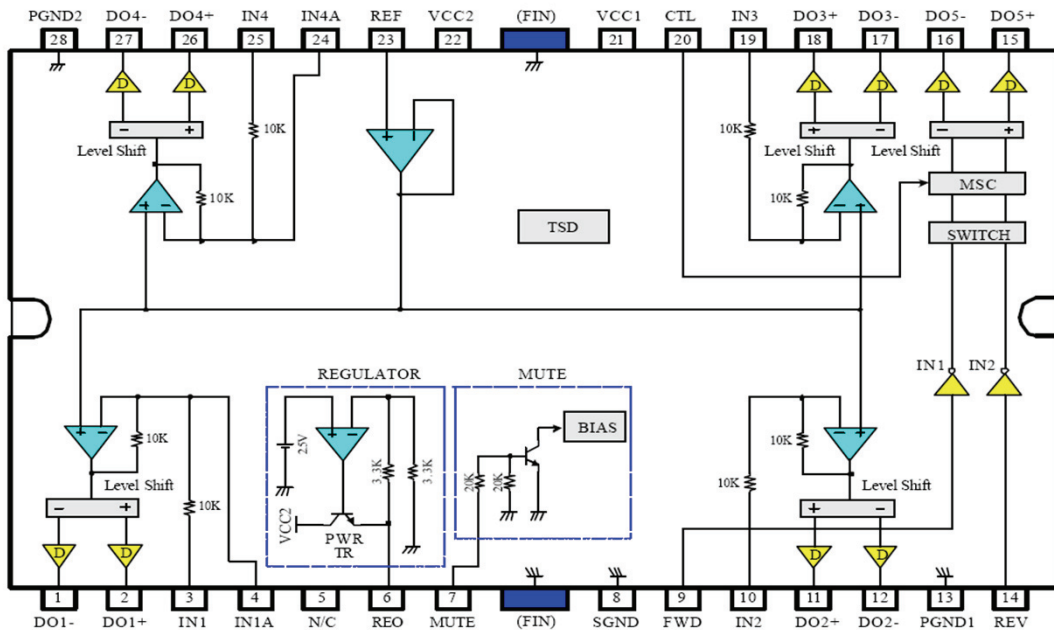 PGND2 DO4- DO4+ IN4 IN4A REF VCC2 (FIN) VCC1 CTL IN3 DO3+ DO3- DO5- DO5+
28 27 26 25 24 23 22 21 20 19 18 17 16 15
D D D D D D
10K 10K
- + + - - +
Level Shift Level Shift Level Shift
10K 10K MSC
+ - - +
TSD SWITCH
REGULATOR MUTE IN1 IN2
+ - + - BIAS - +
10K 25V 3.3K 3.3K 20K 20K 10K
Level Shift 10K Level Shift
- + 10K VCC2 PWR TR + -
D D D D
1 2 3 4 5 6 7 8 9 10 11 12 13 14
DO1- DO1+ IN1 IN1A N/C REO MUTE (FIN) SGND FWD IN2 DO2+ DO2- PGND1 REV